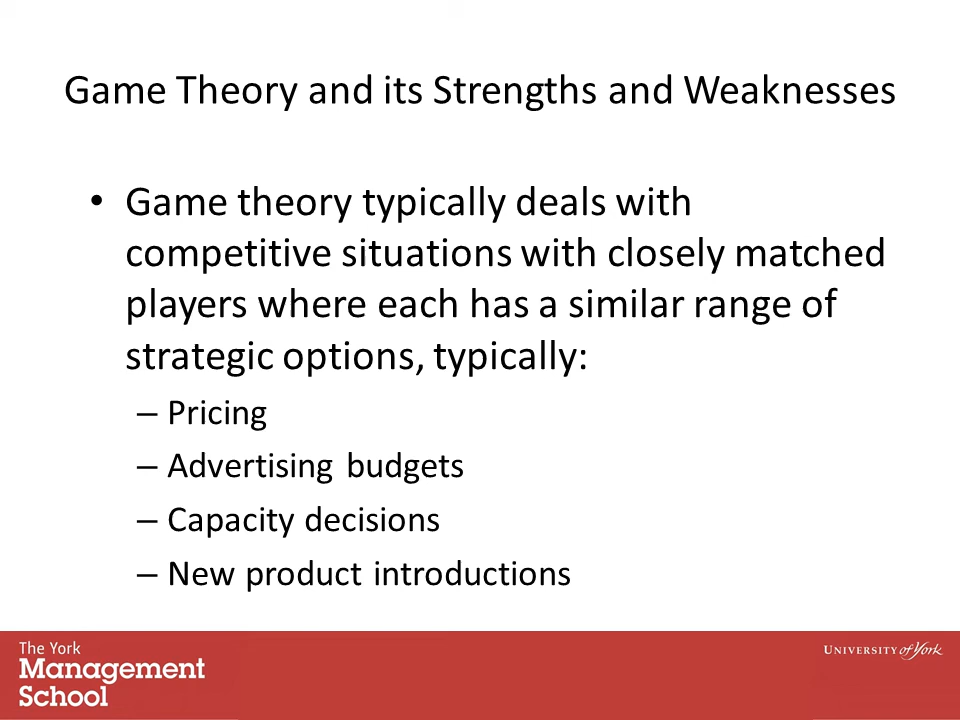 Game Theory and its Strengths and Weaknesses
• Game theory typically deals with
competitive situations with closely matched
players where each has a similar range of
strategic options, typically:
– Pricing
– Advertising budgets
– Capacity decisions
– New product introductions
The York
Management
School
UNIVERSITY of York